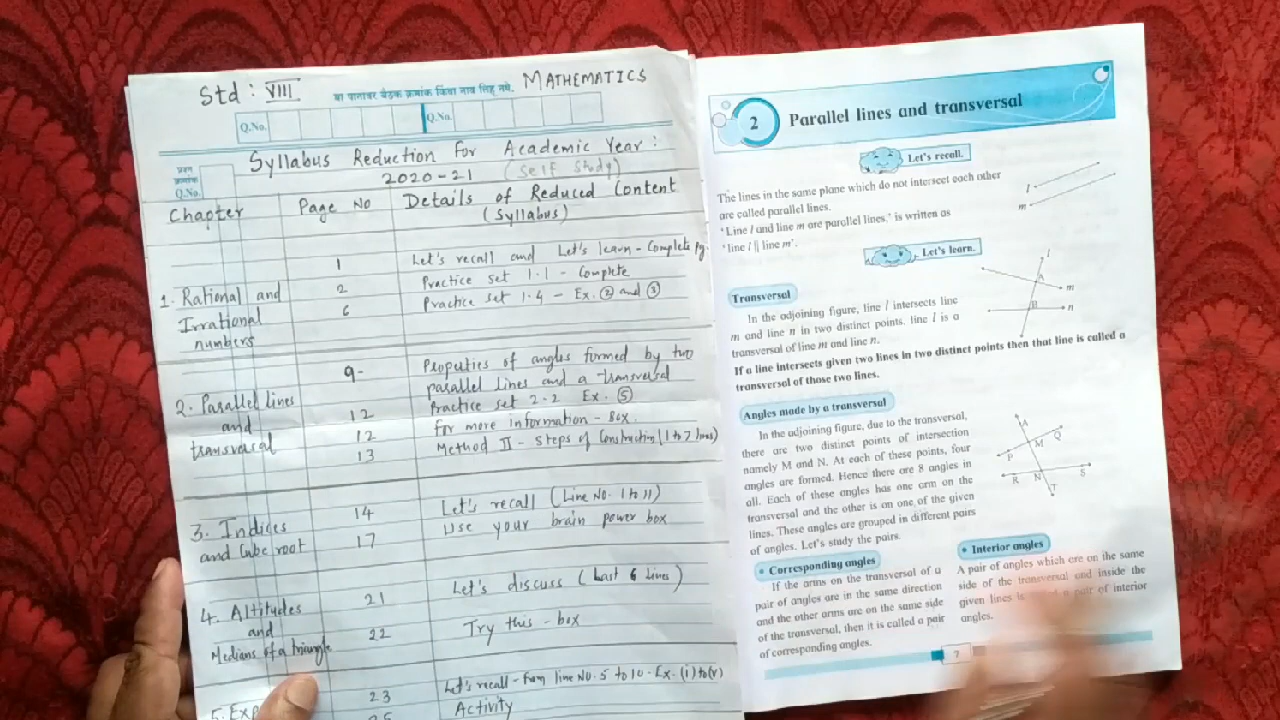 Std : VIII
या पानावर बैठक क्रमांक किंवा नाव लिहू नये.
MATHEMATICS
Q.No.
Q.No.
प्रश्न
क्रमांक
Q.No.
Syllabus Reduction For Academic Year :
2020-21 (Self Study)
Chapter
Page No
Details of Reduced Content
(Syllabus)
1 Let's recall and Let's learn - Complete pg.
2 Practice set 1.1 - Complete
1. Rational and
6 Practice set 1.4 - Ex. ② and ③
Irrational
numbers
9- Properties of angles formed by two
parallel lines and a transversal
2. Parallel lines
12 Practice set 2.2 Ex. ⑤
and
12 for more information - Box.
transversal
13 Method II - steps of construction (1 to 7 lines)
14 Let's recall (Line No. 1 to 11)
3. Indices
17 Use your brain power box
and Cube root
21 Let's discuss (Last 6 Lines)
4. Altitudes
and
22 Try this - box
Medians of a triangle
23 Let's recall - from line No. 5 to 10 - Ex. (i) to (v)
Activity
2 Parallel lines and transversal
Let's recall.
The lines in the same plane which do not intersect each other
are called parallel lines.
'Line l and line m are parallel lines,' is written as
'line l || line m'.
l
m
Let's learn.
Transversal
In the adjoining figure, line l intersects line
m and line n in two distinct points. line l is a
transversal of line m and line n.
l
A
m
B
n
If a line intersects given two lines in two distinct points then that line is called a
transversal of those two lines.
Angles made by a transversal
In the adjoining figure, due to the transversal,
there are two distinct points of intersection
namely M and N. At each of these points, four
angles are formed. Hence there are 8 angles in
all. Each of these angles has one arm on the
transversal and the other is on one of the given
lines. These angles are grouped in different pairs
of angles. Let's study the pairs.
A
P
M
Q
R
N
S
T
• Corresponding angles
If the arms on the transversal of a
pair of angles are in the same direction
and the other arms are on the same side
of the transversal, then it is called a pair
of corresponding angles.
• Interior angles
A pair of angles which are on the same
side of the transversal and inside the
given lines is a pair of interior
angles.
7